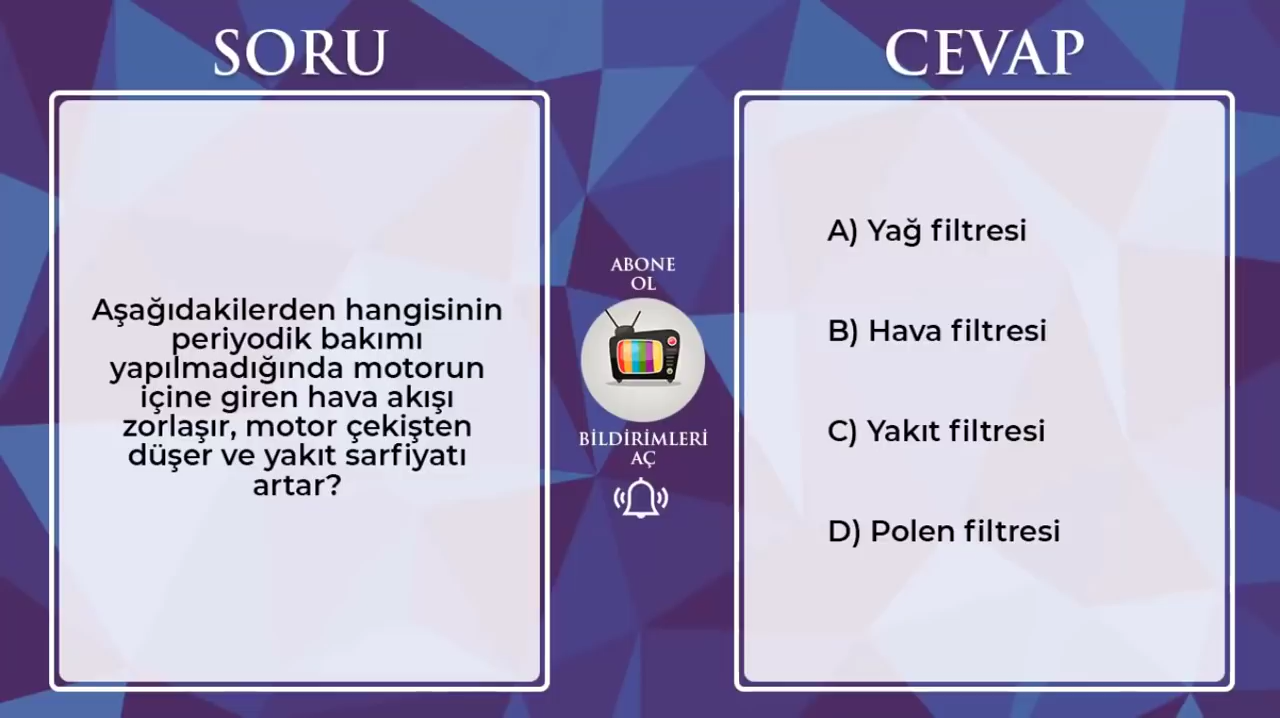 SORU
Aşağıdakilerden hangisinin
periyodik bakımı
yapılmadığında motorun
içine giren hava akışı
zorlaşır, motor çekişten
düşer ve yakıt sarfiyatı
artar?
ABONE
OL
BİLDİRİMLERİ
AÇ
CEVAP
A) Yağ filtresi
B) Hava filtresi
C) Yakıt filtresi
D) Polen filtresi